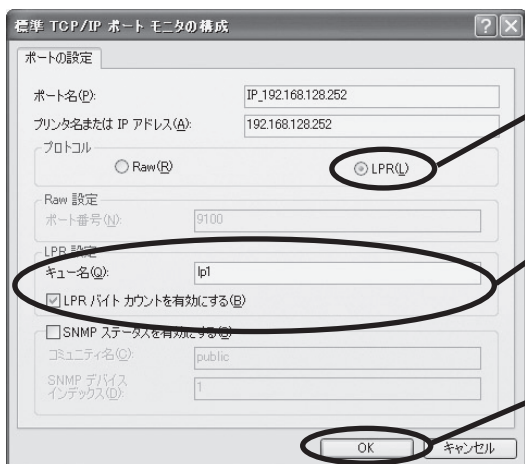 標準 TCP/IP ポート モニタの構成
ポートの設定
ポート名(P): IP_192.168.128.252
プリンタ名または IP アドレス(A): 192.168.128.252
プロトコル
Raw(R) LPR(L)
Raw 設定
ポート番号(N): 9100
LPR 設定
キュー名(Q): lp1
LPR バイト カウントを有効にする(B)
SNMP ステータスを有効にする(S)
コミュニティ名(C): public
SNMP デバイス
インデックス(D): 1
OK キャンセル